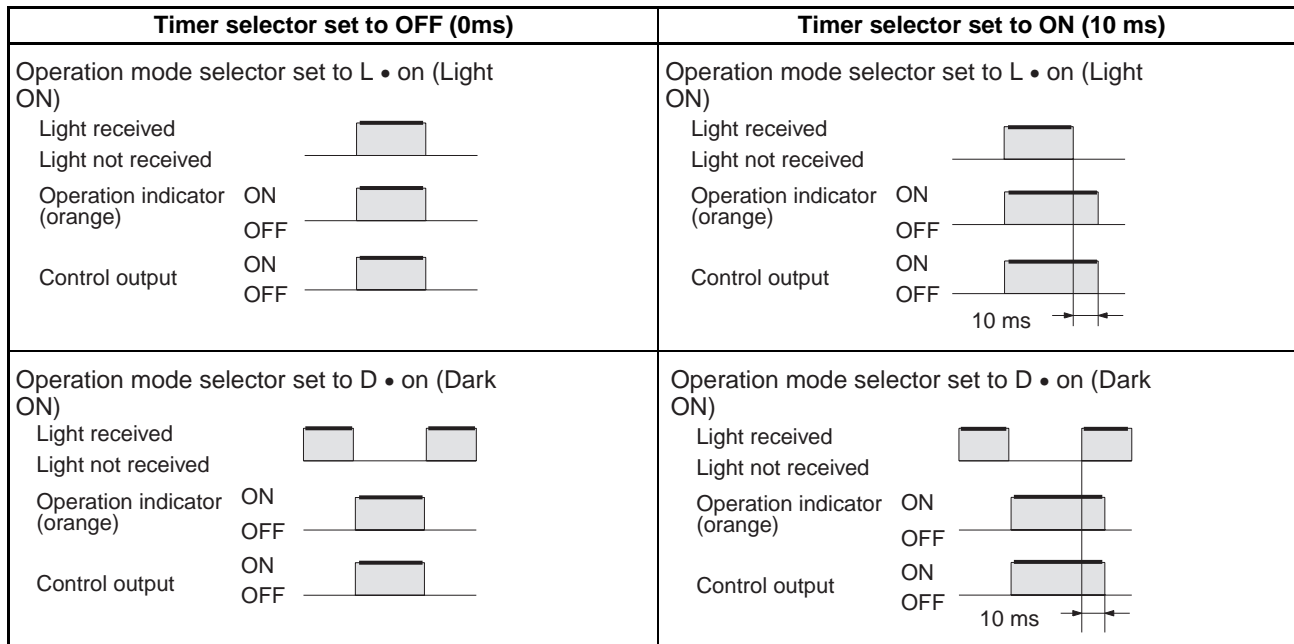 Timer selector set to OFF (0ms)
Timer selector set to ON (10 ms)
Operation mode selector set to L • on (Light
ON)
Light received
Light not received
Operation indicator ON
(orange)
OFF
Control output ON
OFF
Operation mode selector set to L • on (Light
ON)
Light received
Light not received
Operation indicator ON
(orange)
OFF
Control output ON
OFF
10 ms
Operation mode selector set to D • on (Dark
ON)
Light received
Light not received
Operation indicator ON
(orange)
OFF
Control output ON
OFF
Operation mode selector set to D • on (Dark
ON)
Light received
Light not received
Operation indicator ON
(orange)
OFF
Control output ON
OFF
10 ms